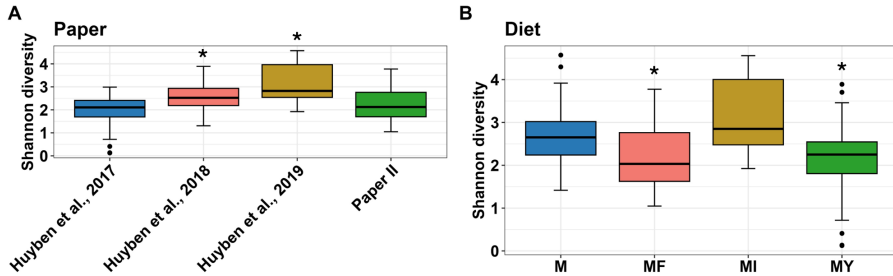 A
Paper
Shannon diversity
4
3
2
1
0
*
*
Huyben et al., 2017
Huyben et al., 2018
Huyben et al., 2019
Paper II
B
Diet
Shannon diversity
4
3
2
1
0
*
*
M
MF
MI
MY